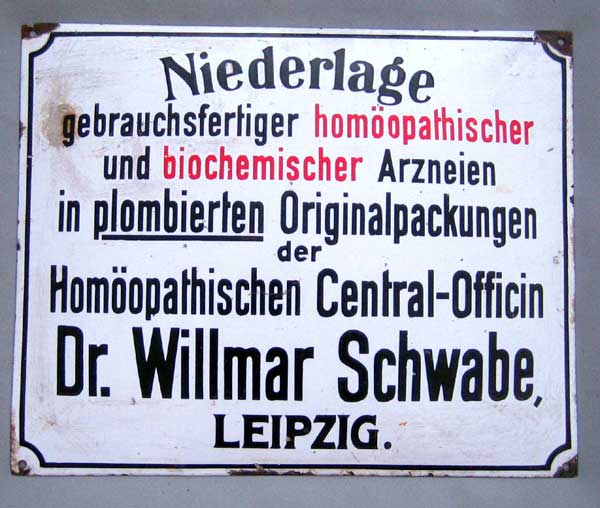 Niederlage
gebrauchsfertiger homöopathischer
und biochemischer Arzneien
in plombierten Originalpackungen
der
Homöopathischen Central-Officin
Dr. Willmar Schwabe,
LEIPZIG.